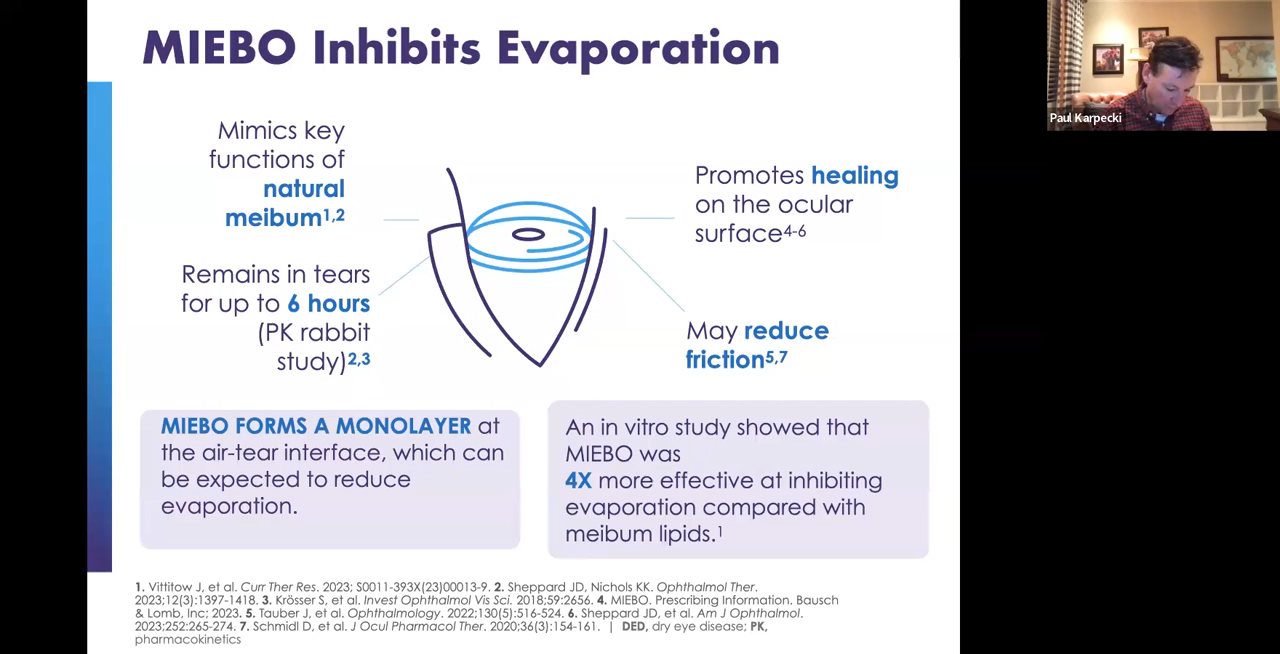 MIEBO Inhibits Evaporation
Mimics key
functions of
natural
meibum1,2
Remains in tears
for up to 6 hours
(PK rabbit
study)2,3
Promotes healing
on the ocular
surface4-6
May reduce
friction5,7
MIEBO FORMS A MONOLAYER at
the air-tear interface, which can
be expected to reduce
evaporation.
An in vitro study showed that
MIEBO was
4X more effective at inhibiting
evaporation compared with
meibum lipids.1
1. Vittitow J, et al. Curr Ther Res. 2023; S0011-393X(23)00013-9. 2. Sheppard JD, Nichols KK. Ophthalmol Ther.
2023;12(3):1397-1418. 3. Krösser S, et al. Invest Ophthalmol Vis Sci. 2018;59:2656. 4. MIEBO. Prescribing Information. Bausch
& Lomb, Inc; 2023. 5. Tauber J, et al. Ophthalmology. 2022;130(5):516-524. 6. Sheppard JD, et al. Am J Ophthalmol.
2023;252:265-274. 7. Schmidl D, et al. J Ocul Pharmacol Ther. 2020;36(3):154-161. | DED, dry eye disease; PK,
pharmacokinetics
Paul Karpecki